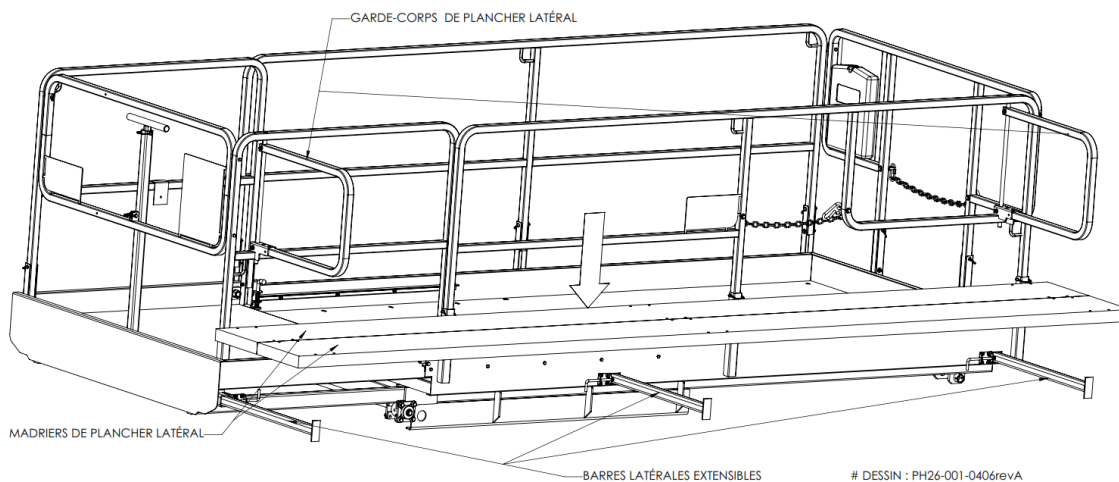 GARDE-CORPS DE PLANCHER LATÉRAL
MADRIERS DE PLANCHER LATÉRAL
BARRES LATÉRALES EXTENSIBLES
# DESSIN : PH26-001-0406revA